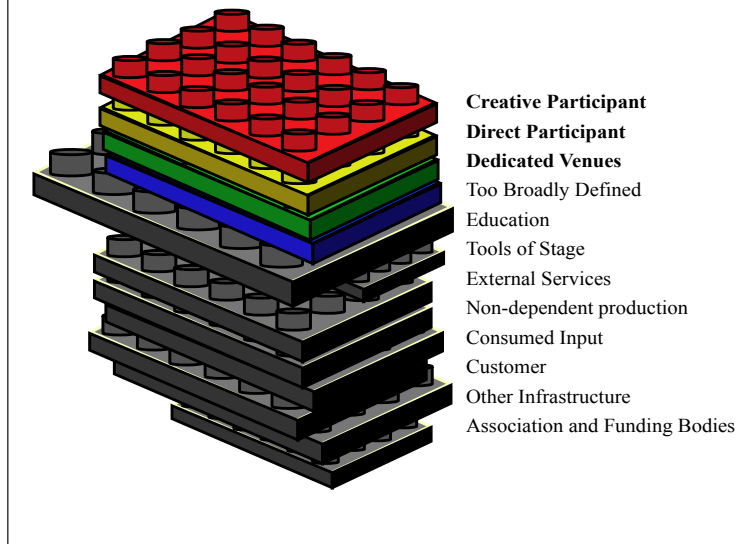 Creative Participant
Direct Participant
Dedicated Venues
Too Broadly Defined
Education
Tools of Stage
External Services
Non-dependent production
Consumed Input
Customer
Other Infrastructure
Association and Funding Bodies